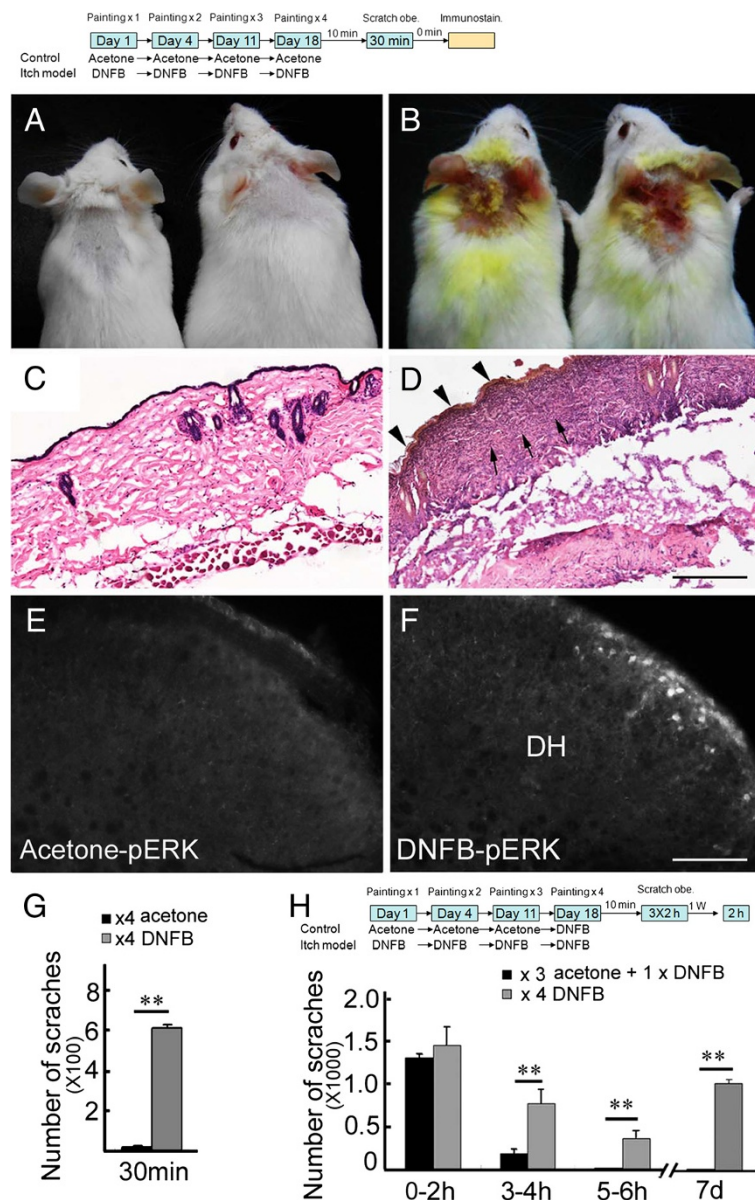 Painting x 1 Painting x 2 Painting x 3 Painting x 4 Scratch obe. Immunostain.
Day 1 Day 4 Day 11 Day 18 10 min 30 min 0 min
Control Acetone Acetone Acetone Acetone
Itch model DNFB DNFB DNFB DNFB
A B
C D
E F
DH
Acetone-pERK DNFB-pERK
G
x4 acetone
x4 DNFB
Number of scraches
(X100)
8
6
4
2
**
30min
H
Painting x 1 Painting x 2 Painting x 3 Painting x 4 Scratch obe.
Day 1 Day 4 Day 11 Day 18 10 min 3X2 h 1 W 2 h
Control Acetone Acetone Acetone DNFB
Itch model DNFB DNFB DNFB DNFB
x 3 acetone + 1 x DNFB
x 4 DNFB
Number of scraches
(X1000)
2.0
1.5
1.0
0.5
0
** ** **
0-2h 3-4h 5-6h 7d